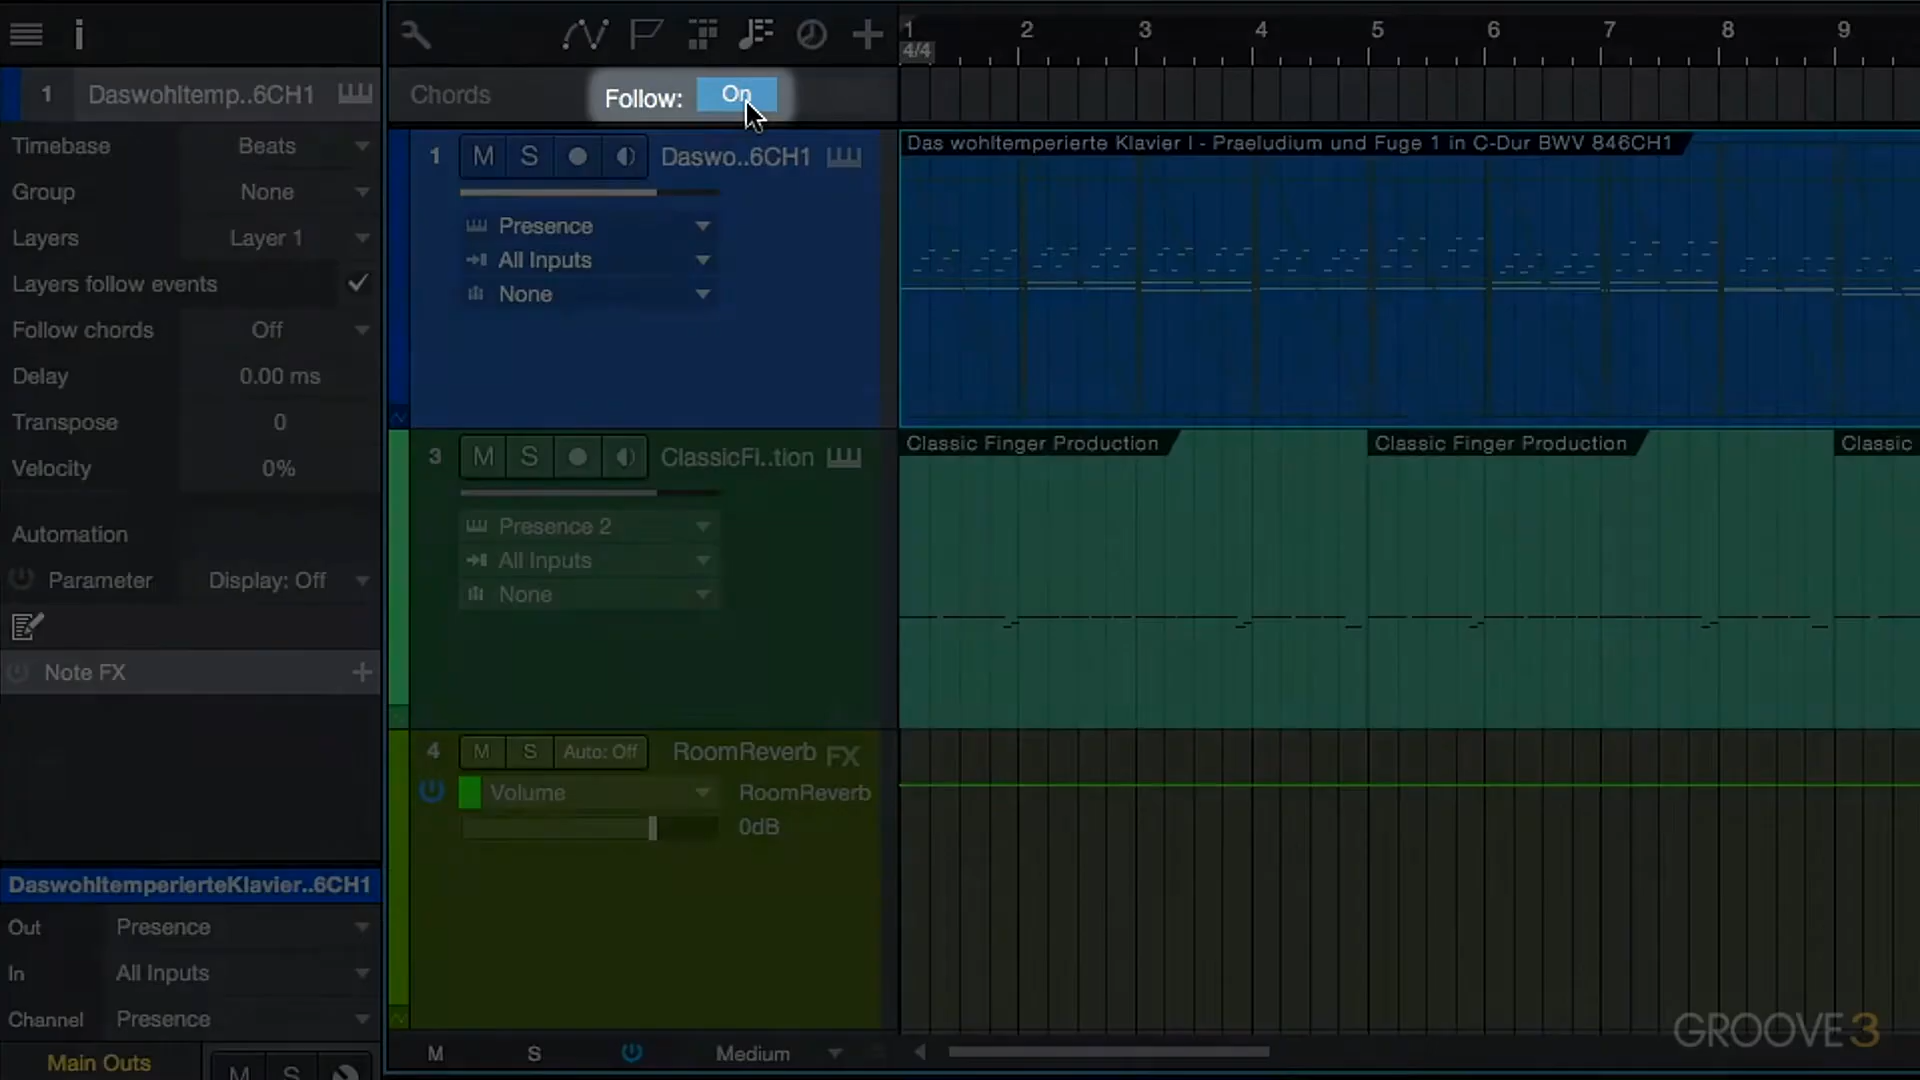 i
1 Daswohltemp..6CH1
Timebase Beats
Group None
Layers Layer 1
Layers follow events
Follow chords Off
Delay 0.00 ms
Transpose 0
Velocity 0%
Automation
Parameter Display: Off
Note FX +
DaswohltemperierteKlavier..6CH1
Out Presence
In All Inputs
Channel Presence
Main Outs M S
1 2 3 4 5 6 7 8 9
4/4
Chords Follow: On
1 M S Daswo..6CH1
Presence
All Inputs
None
Das wohltemperierte Klavier I - Praeludium und Fuge 1 in C-Dur BWV 846CH1
3 M S ClassicFi..tion
Presence 2
All Inputs
None
Classic Finger Production Classic Finger Production Classic
4 M S Auto: Off RoomReverb FX
Volume RoomReverb
0dB
M S Medium
GROOVE3